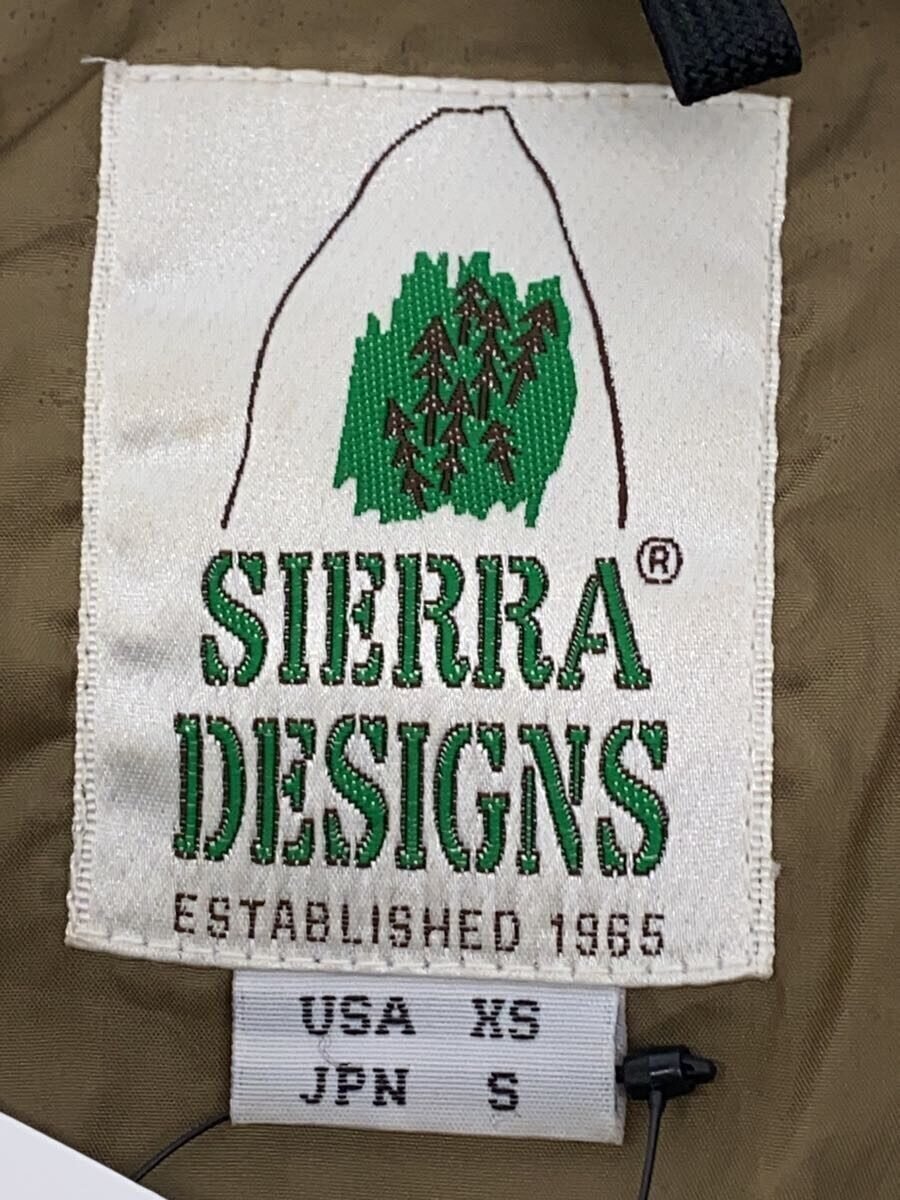 SIERRA®
DESIGNS
ESTABLISHED 1965
USA XS
JPN S